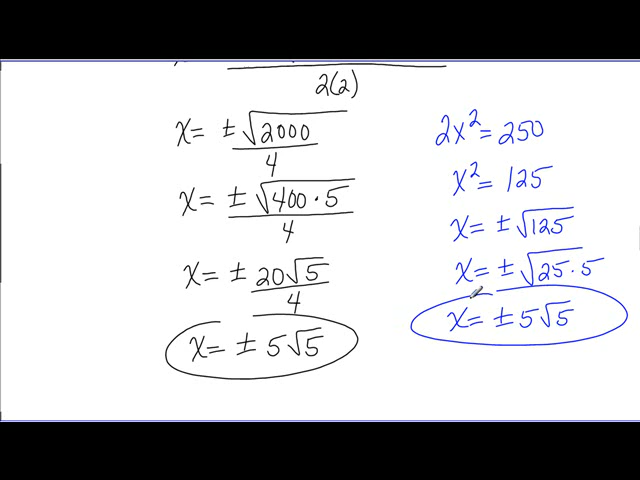 2(2)
x = ± √2000 / 4
x = ± √400 · 5 / 4
x = ± 20√5 / 4
x = ± 5√5
2x² = 250
x² = 125
x = ± √125
x = ± √25 · 5
x = ± 5√5